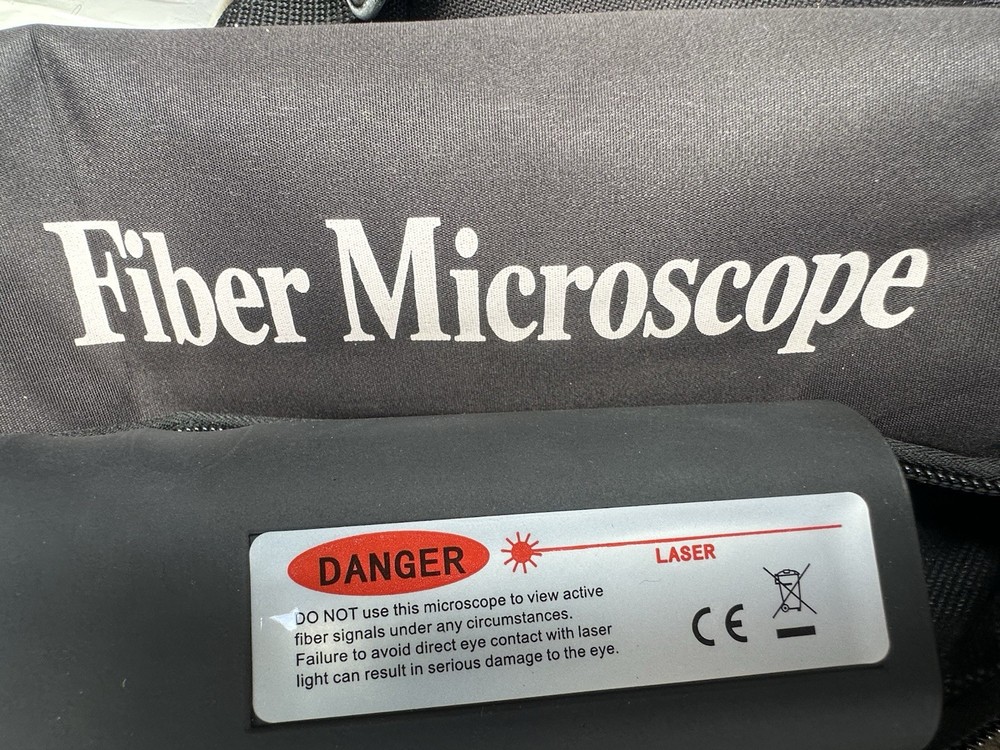 Fiber Microscope
DANGER
LASER
DO NOT use this microscope to view active
fiber signals under any circumstances.
Failure to avoid direct eye contact with laser
light can result in serious damage to the eye.
CE